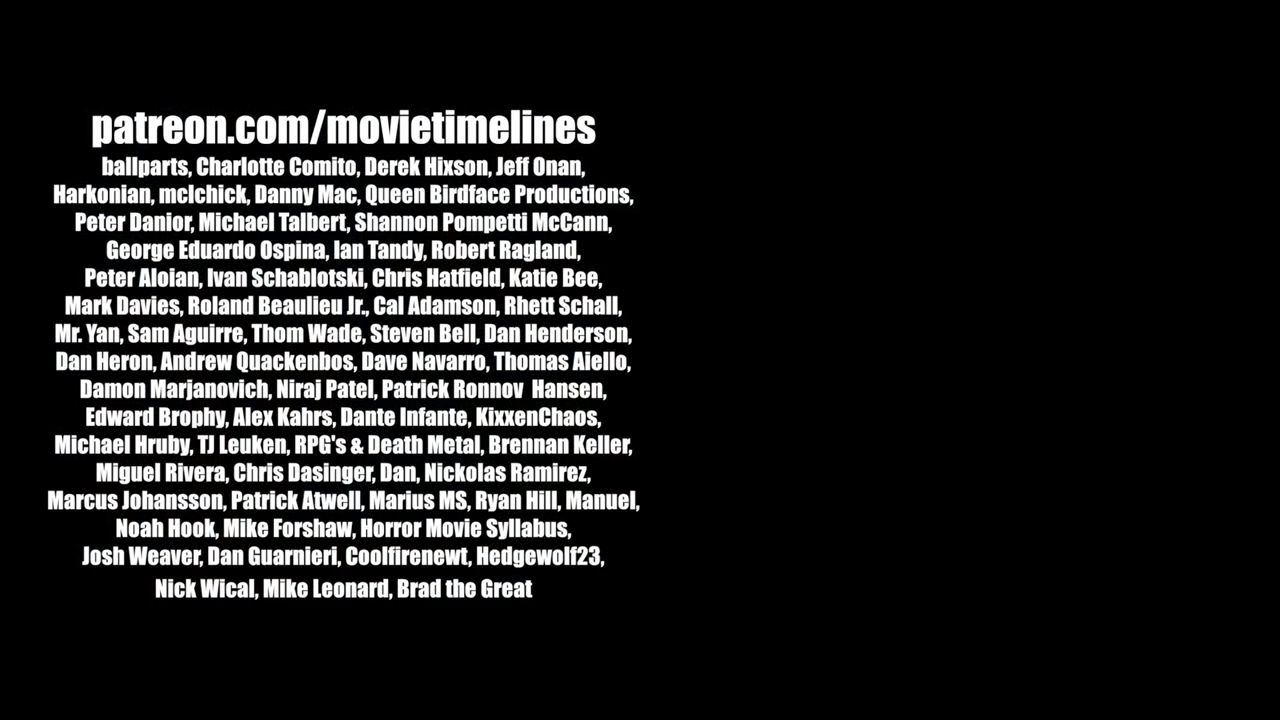 patreon.com/movietimelines
ballparts, Charlotte Comito, Derek Hixson, Jeff Onan,
Harkonian, mclchick, Danny Mac, Queen Birdface Productions,
Peter Danior, Michael Talbert, Shannon Pompetti McCann,
George Eduardo Ospina, Ian Tandy, Robert Ragland,
Peter Aloian, Ivan Schablotski, Chris Hatfield, Katie Bee,
Mark Davies, Roland Beaulieu Jr., Cal Adamson, Rhett Schall,
Mr. Yan, Sam Aguirre, Thom Wade, Steven Bell, Dan Henderson,
Dan Heron, Andrew Quackenbos, Dave Navarro, Thomas Aiello,
Damon Marjanovich, Niraj Patel, Patrick Ronnov Hansen,
Edward Brophy, Alex Kahrs, Dante Infante, KixxenChaos,
Michael Hruby, TJ Leuken, RPG's & Death Metal, Brennan Keller,
Miguel Rivera, Chris Dasinger, Dan, Nickolas Ramirez,
Marcus Johansson, Patrick Atwell, Marius MS, Ryan Hill, Manuel,
Noah Hook, Mike Forshaw, Horror Movie Syllabus,
Josh Weaver, Dan Guarnieri, Coolfirenewt, Hedgewolf23,
Nick Wical, Mike Leonard, Brad the Great